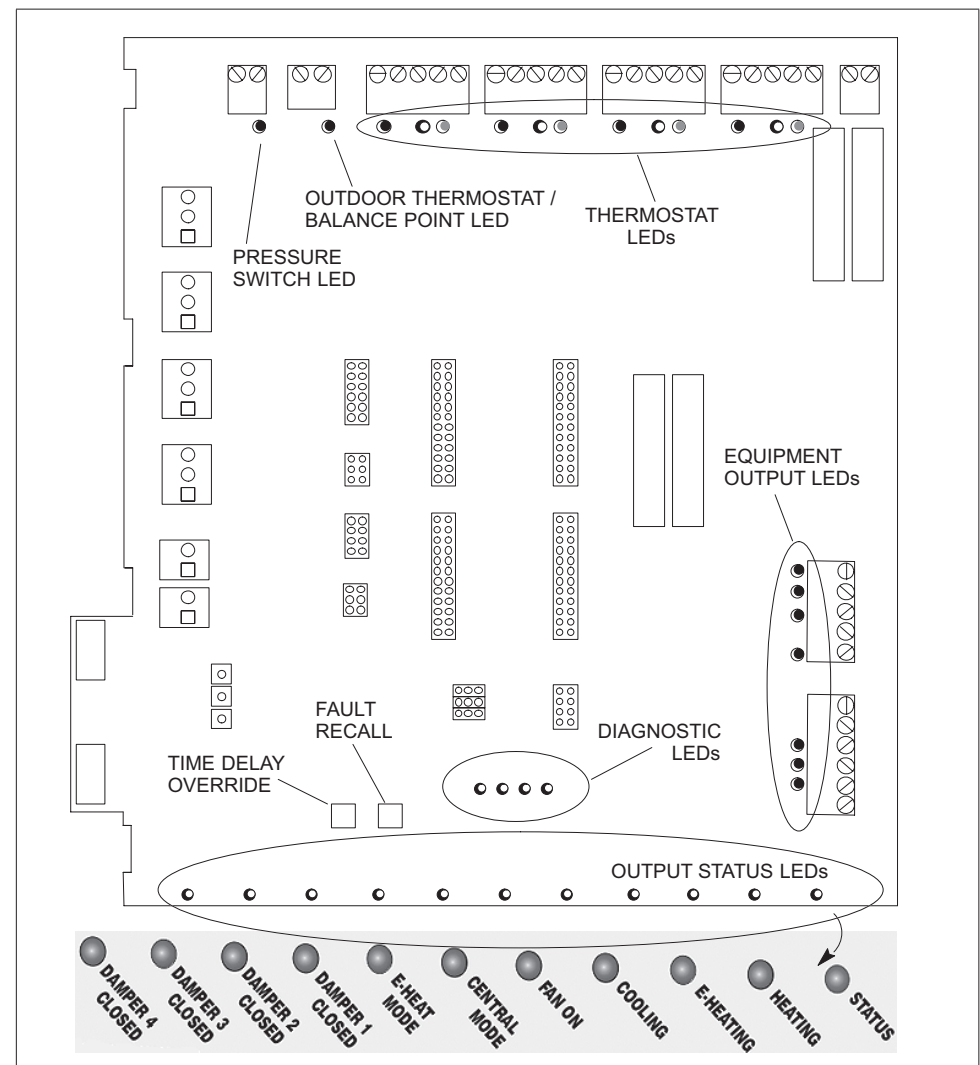 OUTDOOR THERMOSTAT /
BALANCE POINT LED
THERMOSTAT
LEDs
PRESSURE
SWITCH LED
EQUIPMENT
OUTPUT LEDs
FAULT
RECALL
DIAGNOSTIC
LEDs
TIME DELAY
OVERRIDE
OUTPUT STATUS LEDs
DAMPER 4
CLOSED
DAMPER 3
CLOSED
DAMPER 2
CLOSED
DAMPER 1
CLOSED
E-HEAT
MODE
CENTRAL
MODE
FAN ON
COOLING
E-HEATING
HEATING
STATUS